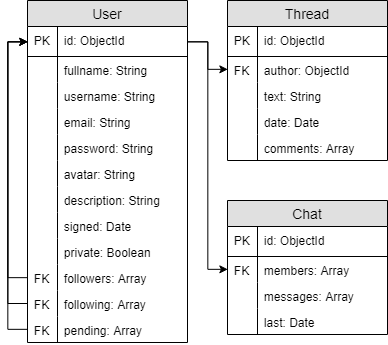 User
PK id: ObjectId
fullname: String
username: String
email: String
password: String
avatar: String
description: String
signed: Date
private: Boolean
FK followers: Array
FK following: Array
FK pending: Array
Thread
PK id: ObjectId
FK author: ObjectId
text: String
date: Date
comments: Array
Chat
PK id: ObjectId
FK members: Array
messages: Array
last: Date